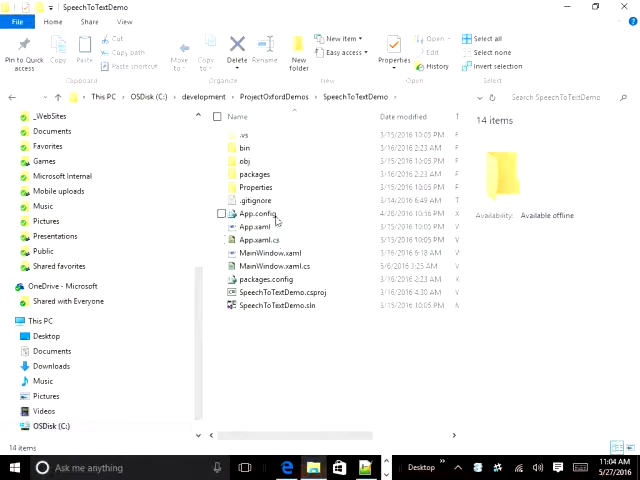 SpeechToTextDemo
File Home Share View
Pin to Quick access
Copy
Paste
Cut
Copy path
Paste shortcut
Clipboard
Move to
Copy to
Delete
Rename
Organize
New folder
New item
Easy access
New
Properties
Open
Edit
History
Open
Select all
Select none
Invert selection
Select
This PC OSDisk (C:) development ProjectOxfordDemos SpeechToTextDemo
Search SpeechToTextDemo
_WebSites
Documents
Favorites
Games
Microsoft Internal
Mobile uploads
Music
Pictures
Presentations
Public
Shared favorites
OneDrive - Microsoft
Shared with Everyone
This PC
Desktop
Documents
Downloads
Music
Pictures
Videos
OSDisk (C:)
Name Date modified T
.vs 3/15/2016 10:05 PM F
bin 3/16/2016 2:23 AM F
obj 3/15/2016 10:05 PM F
packages 3/16/2016 2:23 AM F
Properties 3/15/2016 10:05 PM F
.gitignore 3/14/2016 6:49 AM
App.config 4/28/2016 10:56 PM X
App.xaml 3/15/2016 10:05 PM
App.xaml.cs 3/15/2016 10:05 PM
MainWindow.xaml 3/16/2016 6:18 AM
MainWindow.xaml.cs 5/6/2016 3:25 AM
packages.config 3/16/2016 2:23 AM
SpeechToTextDemo.csproj 3/16/2016 4:30 AM
SpeechToTextDemo.sln 3/15/2016 10:05 PM
14 items
Availability: Available offline
14 items
Ask me anything
Desktop
11:04 AM
5/27/2016